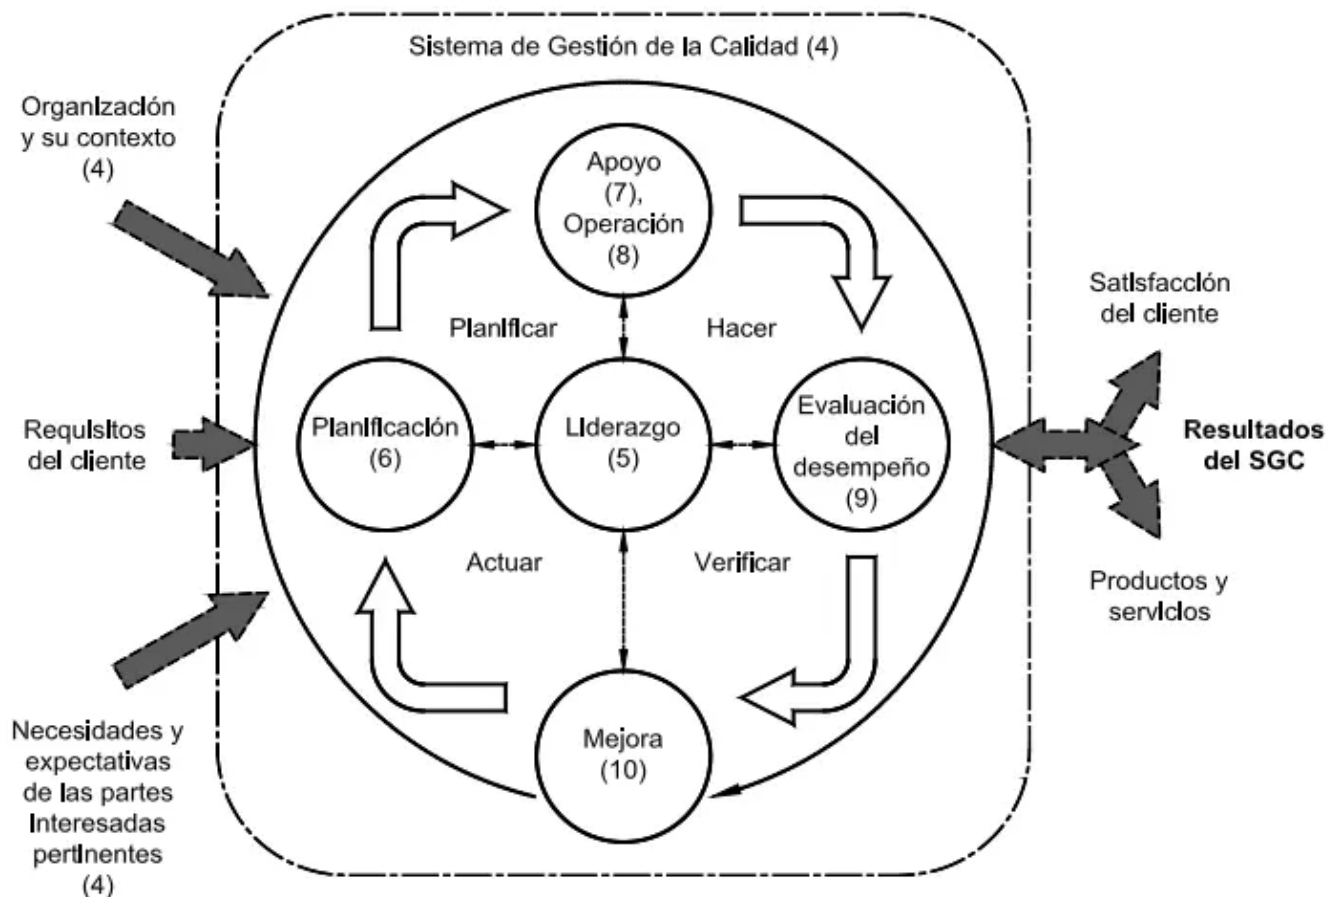 Sistema de Gestión de la Calidad (4)
Organización
y su contexto
(4)
Apoyo
(7),
Operación
(8)
Satisfacción
del cliente
Planificar
Hacer
Requisitos
del cliente
Planificación
(6)
Liderazgo
(5)
Evaluación
del
desempeño
(9)
Resultados
del SGC
Actuar
Verificar
Productos y
servicios
Necesidades y
expectativas
de las partes
interesadas
pertinentes
(4)
Mejora
(10)